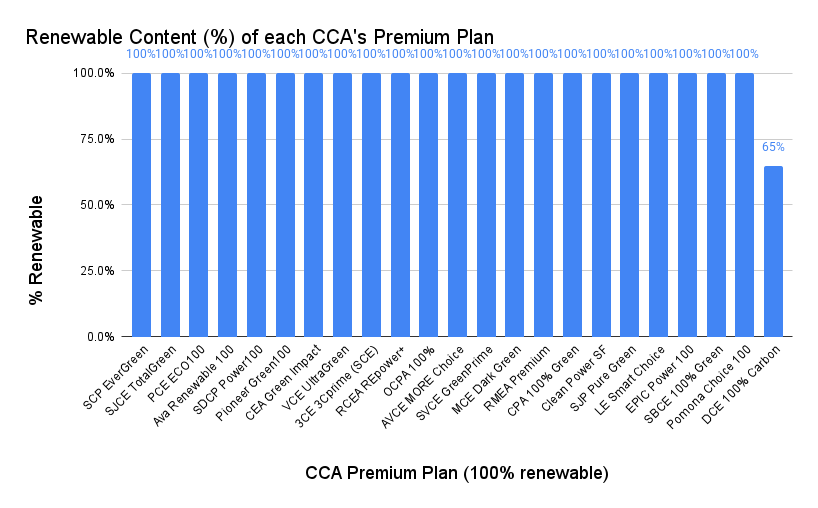 Renewable Content (%) of each CCA's Premium Plan
100% 100% 100% 100% 100% 100% 100% 100% 100% 100% 100% 100% 100% 100% 100% 100% 100% 100% 100% 100% 100% 100%
100.0%
75.0%
65%
50.0%
25.0%
0.0%
% Renewable
SCP EverGreen
SJCE TotalGreen
PCE ECO100
Ava Renewable 100
SDCP Power100
Pioneer Green100
CEA Green Impact
VCE UltraGreen
3CE 3Cprime (SCE)
RCEA REpower+
OCPA 100%
AVCE MORE Choice
SVCE GreenPrime
MCE Dark Green
RMEA Premium
CPA 100% Green
Clean Power SF
SJP Pure Green
LE Smart Choice
EPIC Power 100
SBCE 100% Green
Pomona Choice 100
DCE 100% Carbon
CCA Premium Plan (100% renewable)